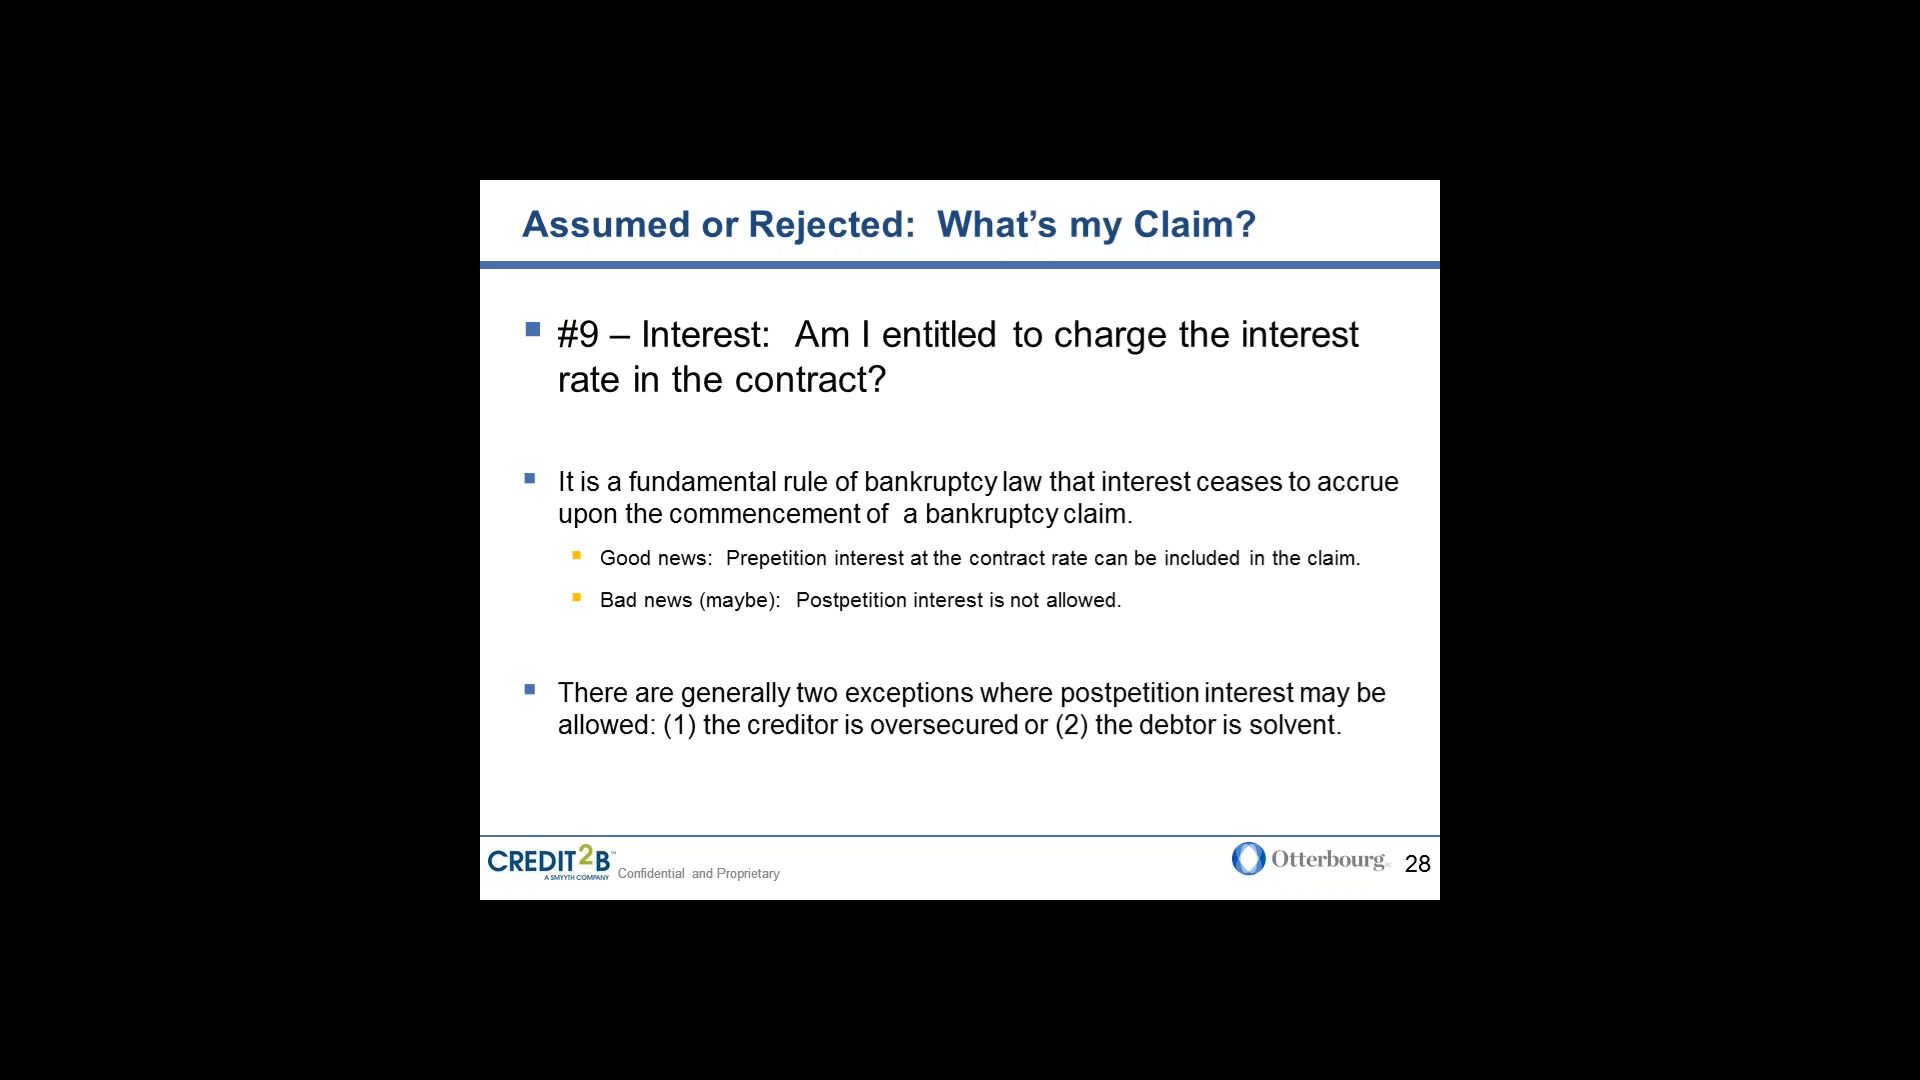 Assumed or Rejected: What's my Claim?
#9 – Interest: Am I entitled to charge the interest
rate in the contract?
It is a fundamental rule of bankruptcy law that interest ceases to accrue
upon the commencement of a bankruptcy claim.
Good news: Prepetition interest at the contract rate can be included in the claim.
Bad news (maybe): Postpetition interest is not allowed.
There are generally two exceptions where postpetition interest may be
allowed: (1) the creditor is oversecured or (2) the debtor is solvent.
CREDIT2B™
A SMYYTH COMPANY
Confidential and Proprietary
Otterbourg
28